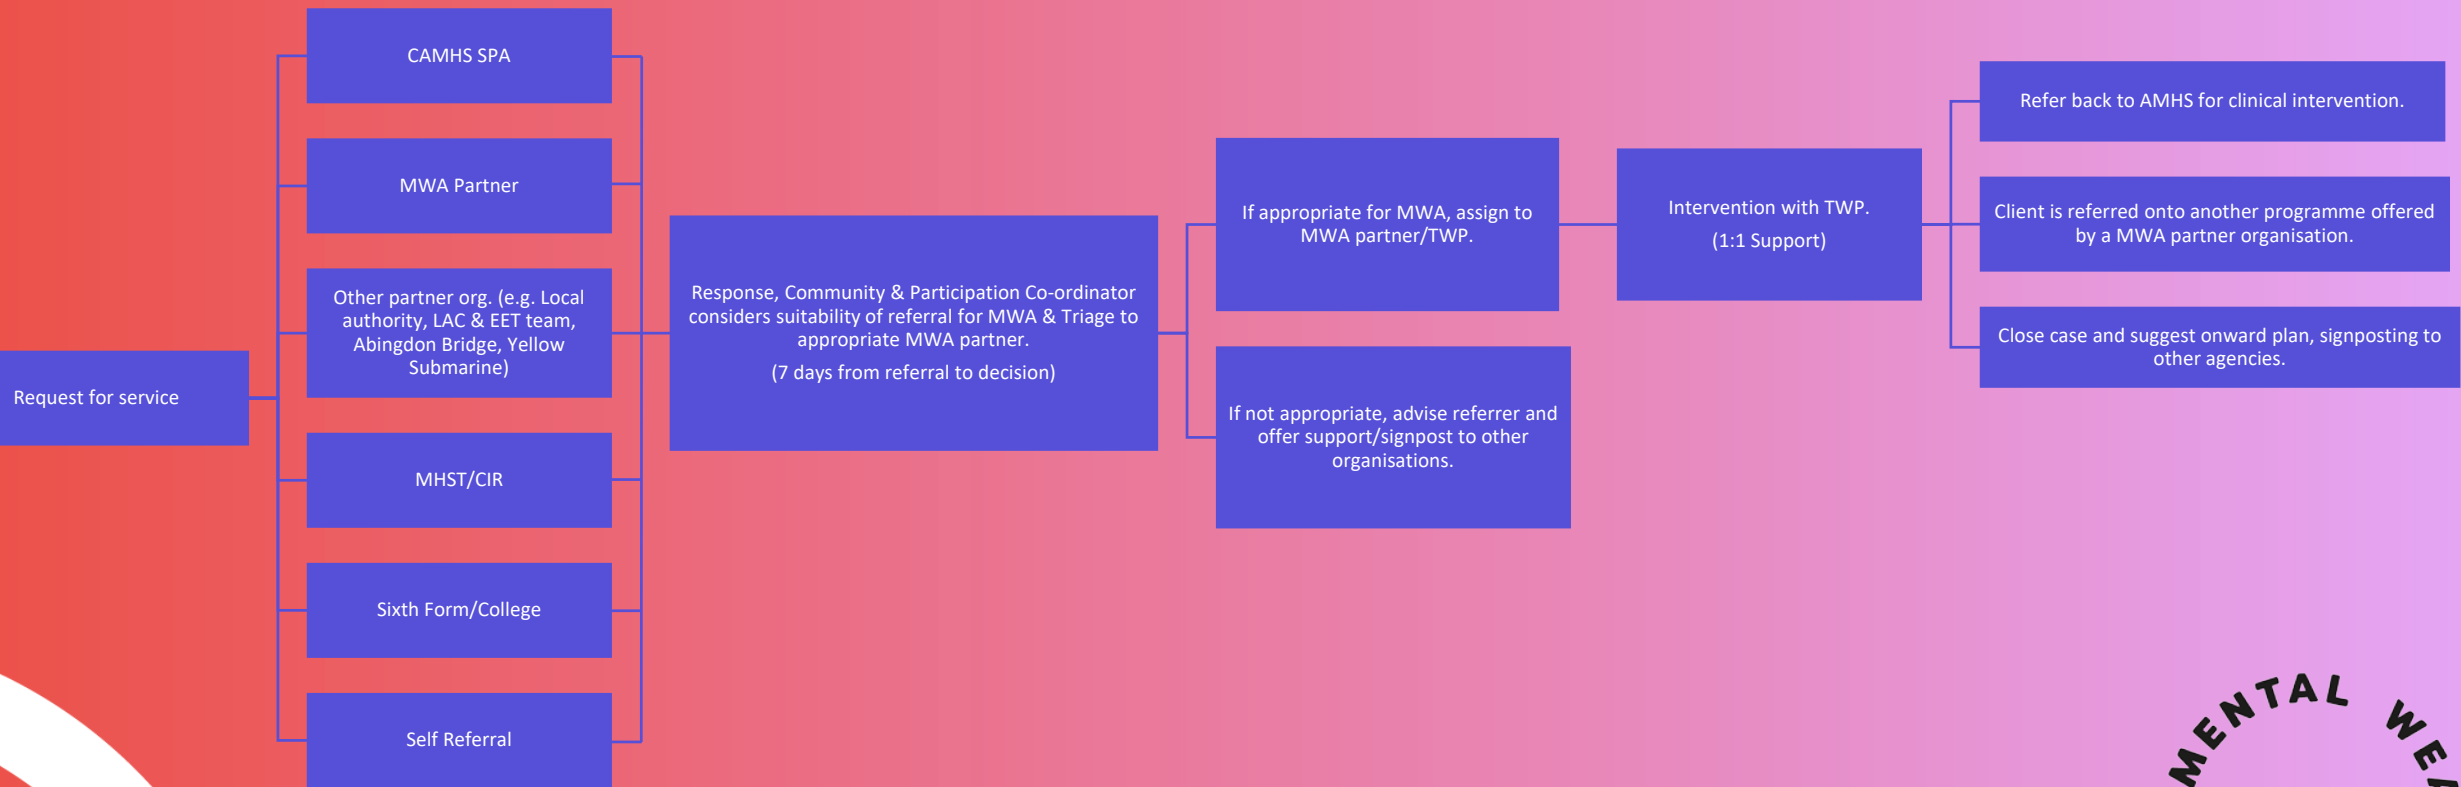 Request for service
CAMHS SPA
MWA Partner
Other partner org. (e.g. Local
authority, LAC & EET team,
Abingdon Bridge, Yellow
Submarine)
MHST/CIR
Sixth Form/College
Self Referral
Response, Community & Participation Co-ordinator
considers suitability of referral for MWA & Triage to
appropriate MWA partner.
(7 days from referral to decision)
If appropriate for MWA, assign to
MWA partner/TWP.
If not appropriate, advise referrer and
offer support/signpost to other
organisations.
Intervention with TWP.
(1:1 Support)
Refer back to AMHS for clinical intervention.
Client is referred onto another programme offered
by a MWA partner organisation.
Close case and suggest onward plan, signposting to
other agencies.
MENTAL